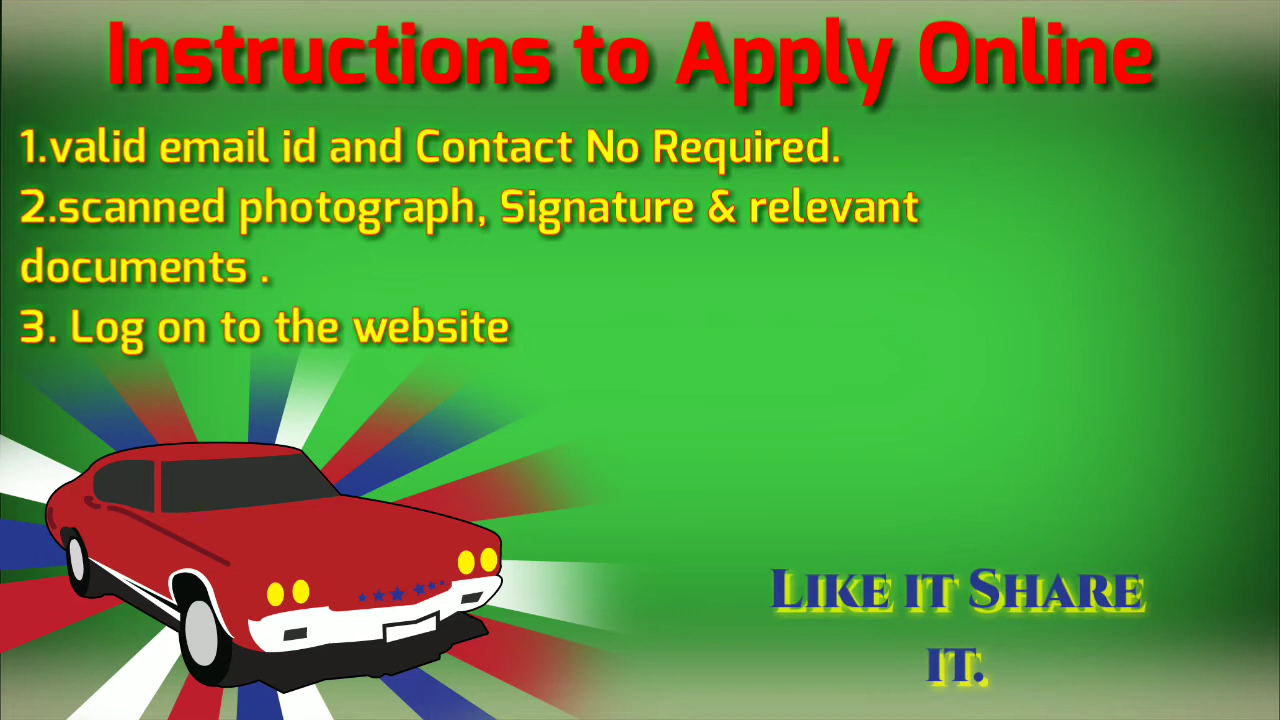 Instructions to Apply Online
1.valid email id and Contact No Required.
2.scanned photograph, Signature & relevant
documents .
3. Log on to the website
Like it Share
it.